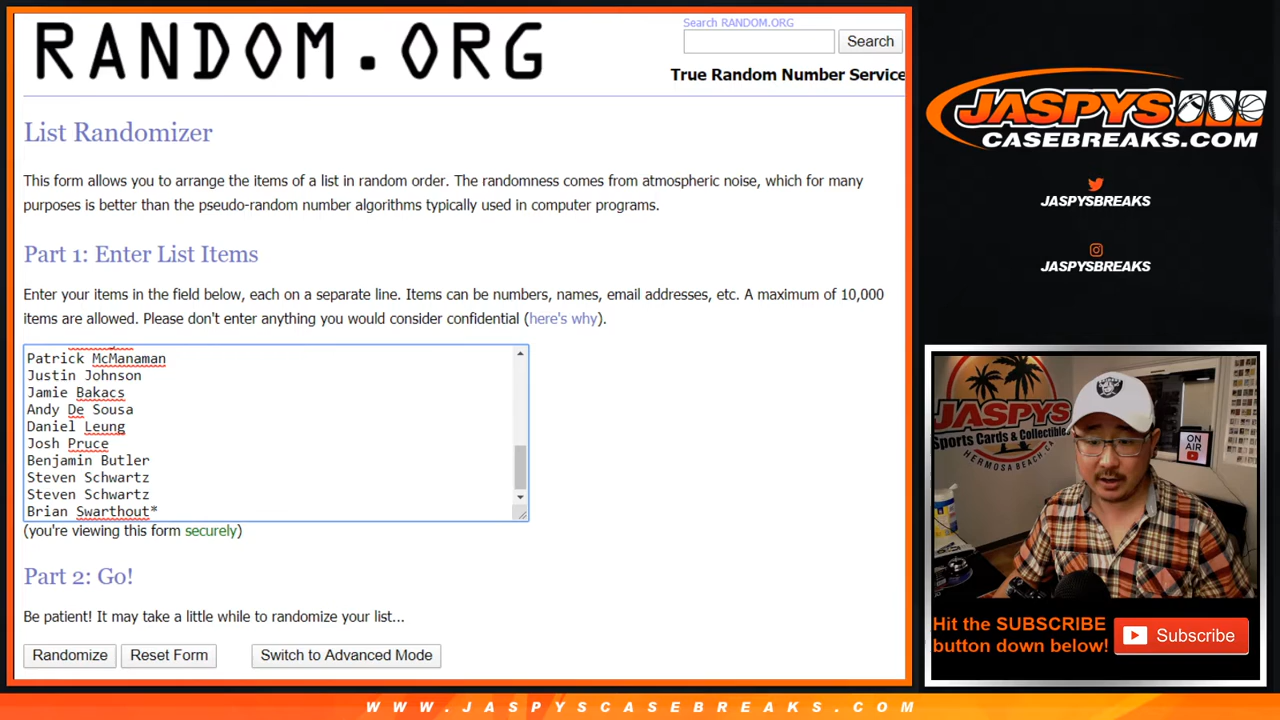 RANDOM.ORG
Search RANDOM.ORG
Search
True Random Number Service
List Randomizer
This form allows you to arrange the items of a list in random order. The randomness comes from atmospheric noise, which for many
purposes is better than the pseudo-random number algorithms typically used in computer programs.
Part 1: Enter List Items
Enter your items in the field below, each on a separate line. Items can be numbers, names, email addresses, etc. A maximum of 10,000
items are allowed. Please don't enter anything you would consider confidential (here's why).
Patrick McManaman
Justin Johnson
Jamie Bakacs
Andy De Sousa
Daniel Leung
Josh Pruce
Benjamin Butler
Steven Schwartz
Steven Schwartz
Brian Swarthout*
(you're viewing this form securely)
Part 2: Go!
Be patient! It may take a little while to randomize your list...
Randomize
Reset Form
Switch to Advanced Mode
JASPYS
CASEBREAKS.COM
JASPYSBREAKS
JASPYSBREAKS
JASPYS
Sports Cards & Collectible
HERMOSA BEACH, CA
ON
AIR
Hit the SUBSCRIBE
button down below!
Subscribe
WWW.JASPYSCASEBREAKS.COM